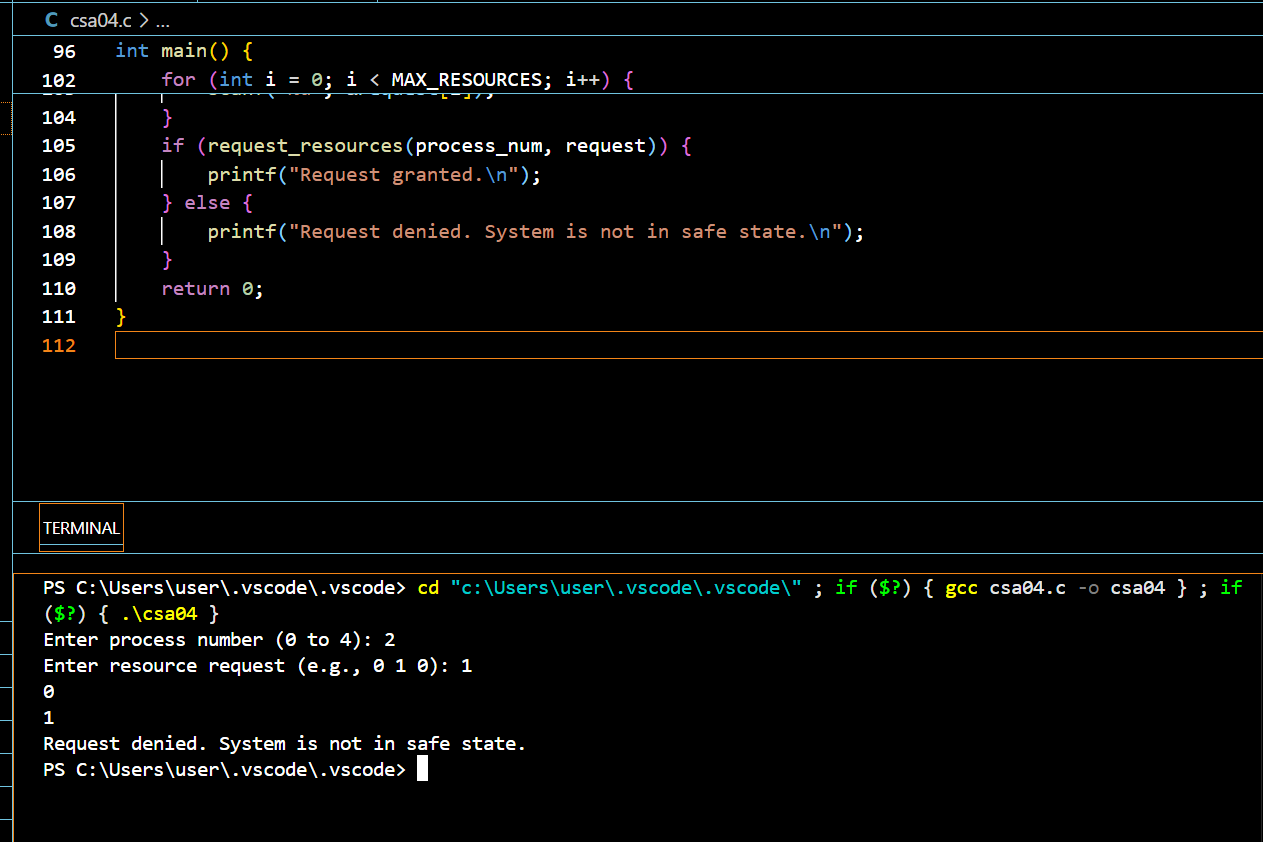 C csa04.c > ...
96 int main() {
102 for (int i = 0; i < MAX_RESOURCES; i++) {
104 }
105 if (request_resources(process_num, request)) {
106 printf("Request granted.\n");
107 } else {
108 printf("Request denied. System is not in safe state.\n");
109 }
110 return 0;
111 }
112
TERMINAL
PS C:\Users\user\.vscode\.vscode> cd "c:\Users\user\.vscode\.vscode\" ; if ($?) { gcc csa04.c -o csa04 } ; if
($?) { .\csa04 }
Enter process number (0 to 4): 2
Enter resource request (e.g., 0 1 0): 1
0
1
Request denied. System is not in safe state.
PS C:\Users\user\.vscode\.vscode>